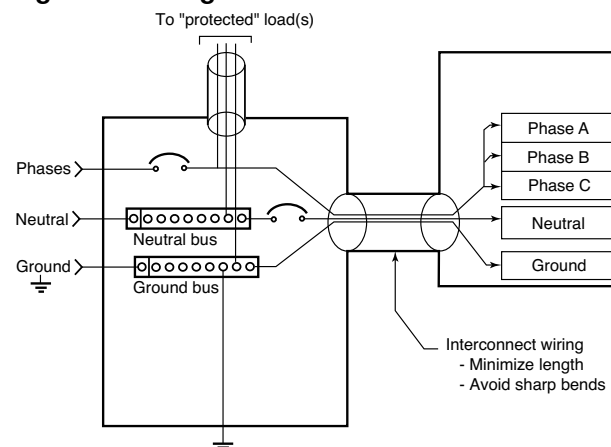 To "protected" load(s)
Phases
Neutral
Neutral bus
Ground
Ground bus
Phase A
Phase B
Phase C
Neutral
Ground
Interconnect wiring
- Minimize length
- Avoid sharp bends